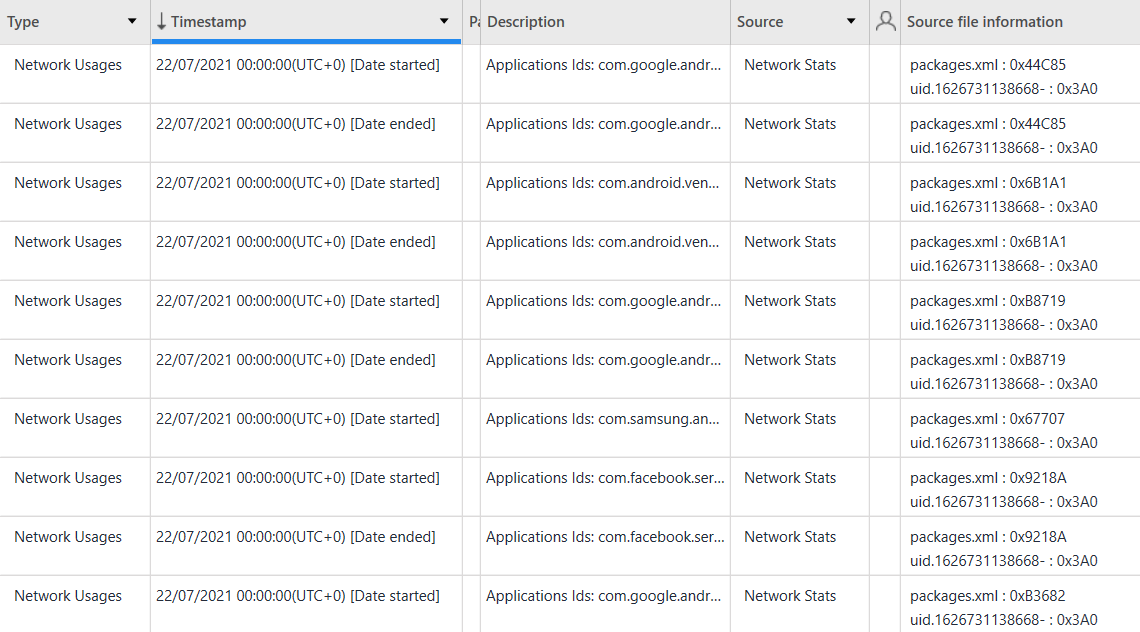 Type Timestamp Pa Description Source Source file information
Network Usages 22/07/2021 00:00:00(UTC+0) [Date started] Applications Ids: com.google.andr... Network Stats packages.xml : 0x44C85
uid.1626731138668- : 0x3A0
Network Usages 22/07/2021 00:00:00(UTC+0) [Date ended] Applications Ids: com.google.andr... Network Stats packages.xml : 0x44C85
uid.1626731138668- : 0x3A0
Network Usages 22/07/2021 00:00:00(UTC+0) [Date started] Applications Ids: com.android.ven... Network Stats packages.xml : 0x6B1A1
uid.1626731138668- : 0x3A0
Network Usages 22/07/2021 00:00:00(UTC+0) [Date ended] Applications Ids: com.android.ven... Network Stats packages.xml : 0x6B1A1
uid.1626731138668- : 0x3A0
Network Usages 22/07/2021 00:00:00(UTC+0) [Date started] Applications Ids: com.google.andr... Network Stats packages.xml : 0xB8719
uid.1626731138668- : 0x3A0
Network Usages 22/07/2021 00:00:00(UTC+0) [Date ended] Applications Ids: com.google.andr... Network Stats packages.xml : 0xB8719
uid.1626731138668- : 0x3A0
Network Usages 22/07/2021 00:00:00(UTC+0) [Date started] Applications Ids: com.samsung.an... Network Stats packages.xml : 0x67707
uid.1626731138668- : 0x3A0
Network Usages 22/07/2021 00:00:00(UTC+0) [Date started] Applications Ids: com.facebook.ser... Network Stats packages.xml : 0x9218A
uid.1626731138668- : 0x3A0
Network Usages 22/07/2021 00:00:00(UTC+0) [Date ended] Applications Ids: com.facebook.ser... Network Stats packages.xml : 0x9218A
uid.1626731138668- : 0x3A0
Network Usages 22/07/2021 00:00:00(UTC+0) [Date started] Applications Ids: com.google.andr... Network Stats packages.xml : 0xB3682
uid.1626731138668- : 0x3A0